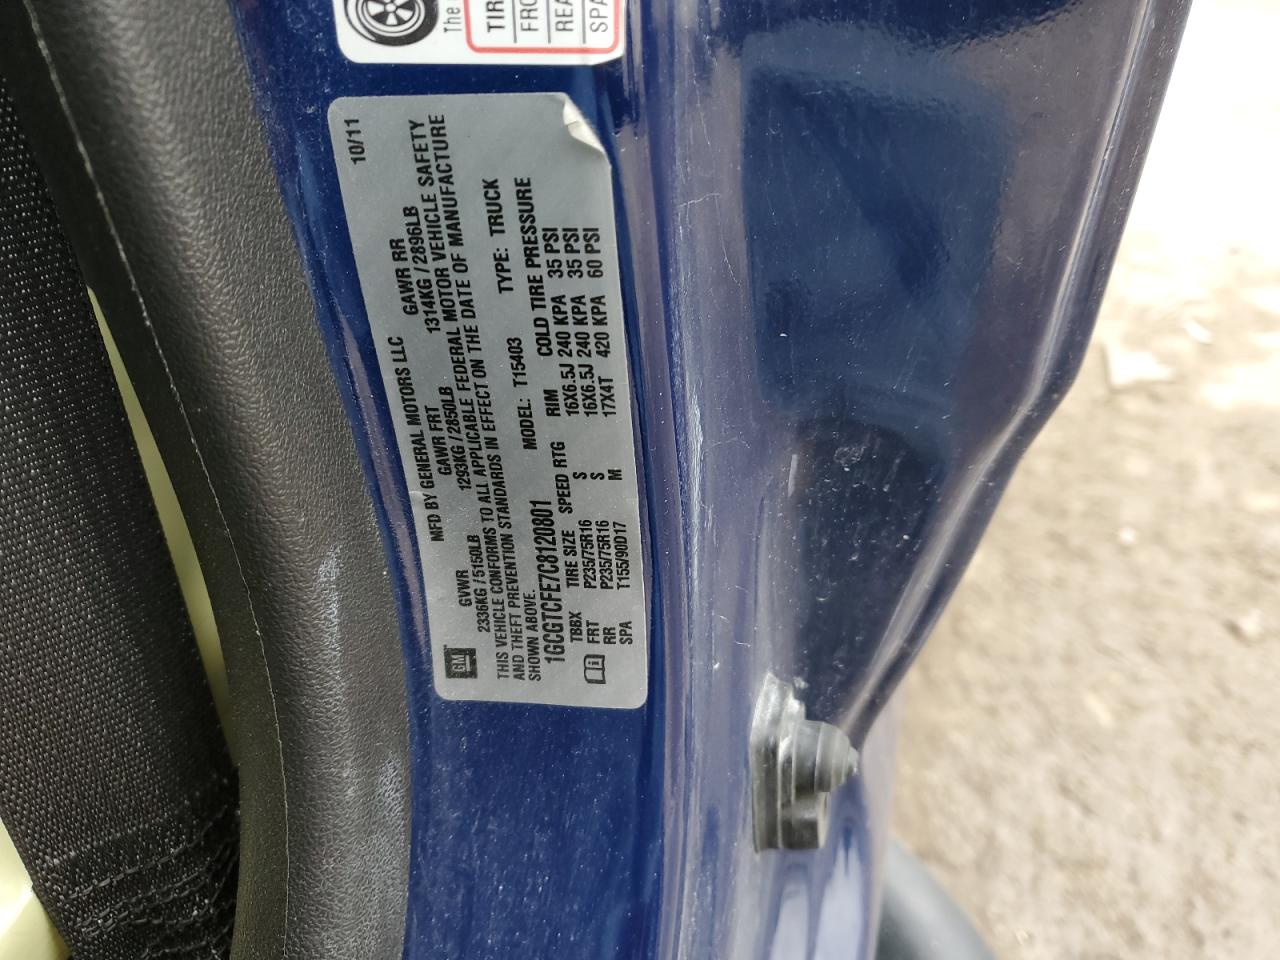 The
TIR
FRO
REA
SPA
10/11
MFD BY GENERAL MOTORS LLC
GVWR GAWR FRT GAWR RR
2336KG / 5150LB 1293KG / 2850LB 1314KG / 2896LB
GM
THIS VEHICLE CONFORMS TO ALL APPLICABLE FEDERAL MOTOR VEHICLE SAFETY
AND THEFT PREVENTION STANDARDS IN EFFECT ON THE DATE OF MANUFACTURE
SHOWN ABOVE.
1GCGTCFE7C8120801 MODEL: T15403 TYPE: TRUCK
TBBX TIRE SIZE SPEED RTG RIM COLD TIRE PRESSURE
FRT P235/75R16 S 16X6.5J 240 KPA 35 PSI
RR P235/75R16 S 16X6.5J 240 KPA 35 PSI
SPA T155/90D17 M 17X4T 420 KPA 60 PSI